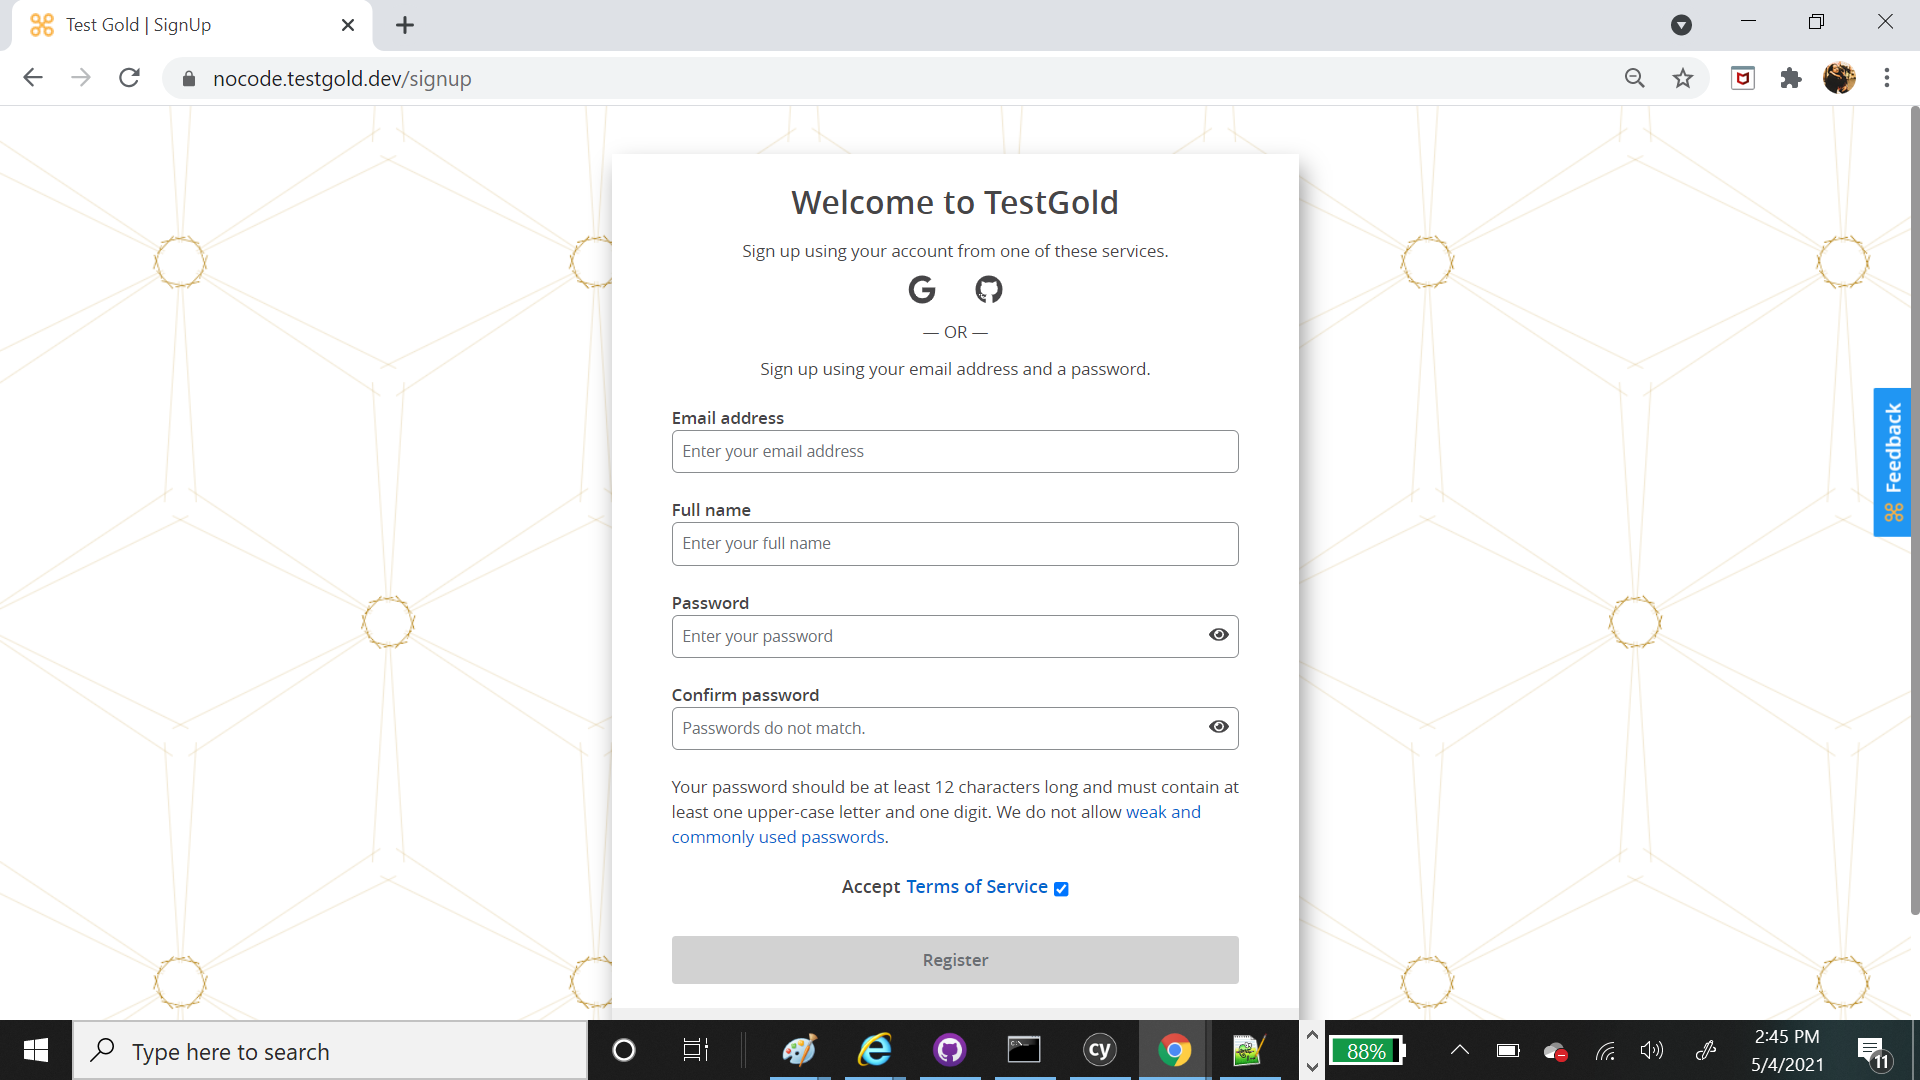 Test Gold | SignUp
nocode.testgold.dev/signup
Welcome to TestGold
Sign up using your account from one of these services.
— OR —
Sign up using your email address and a password.
Email address
Enter your email address
Full name
Enter your full name
Password
Enter your password
Confirm password
Passwords do not match.
Your password should be at least 12 characters long and must contain at
least one upper-case letter and one digit. We do not allow weak and
commonly used passwords.
Accept Terms of Service
Register
Feedback
Type here to search
cy
88%
2:45 PM
5/4/2021
11